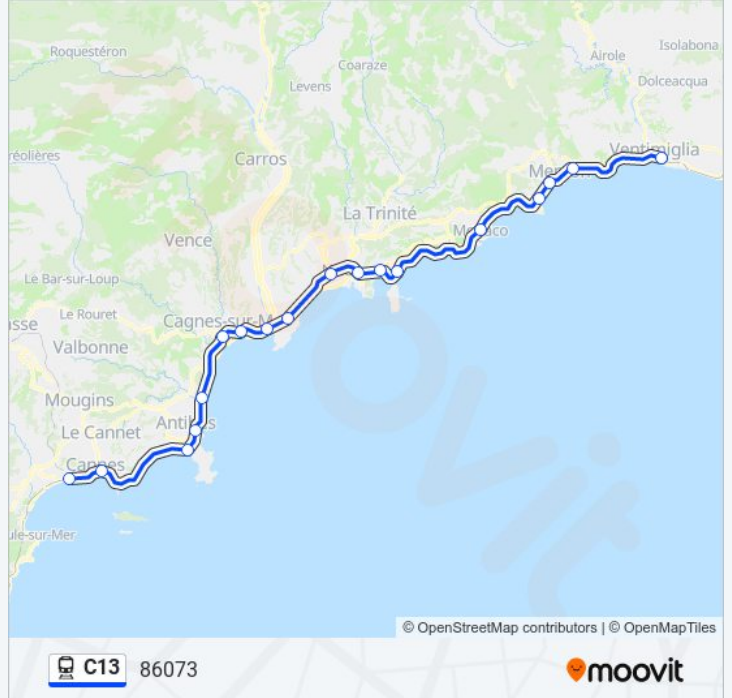 Isolabona
Roquestéron
Airole
Coaraze
Dolceacqua
Levens
réolières
Carros
Ventimiglia
La Trinité
Vence
Le Bar-sur-Loup
Le Rouret
Cagnes-sur-M
asse
Valbonne
Mougins
Le Cannet
Cannes
ule-sur-Mer
© OpenStreetMap contributors | © OpenMapTiles
C13 86073 moovit